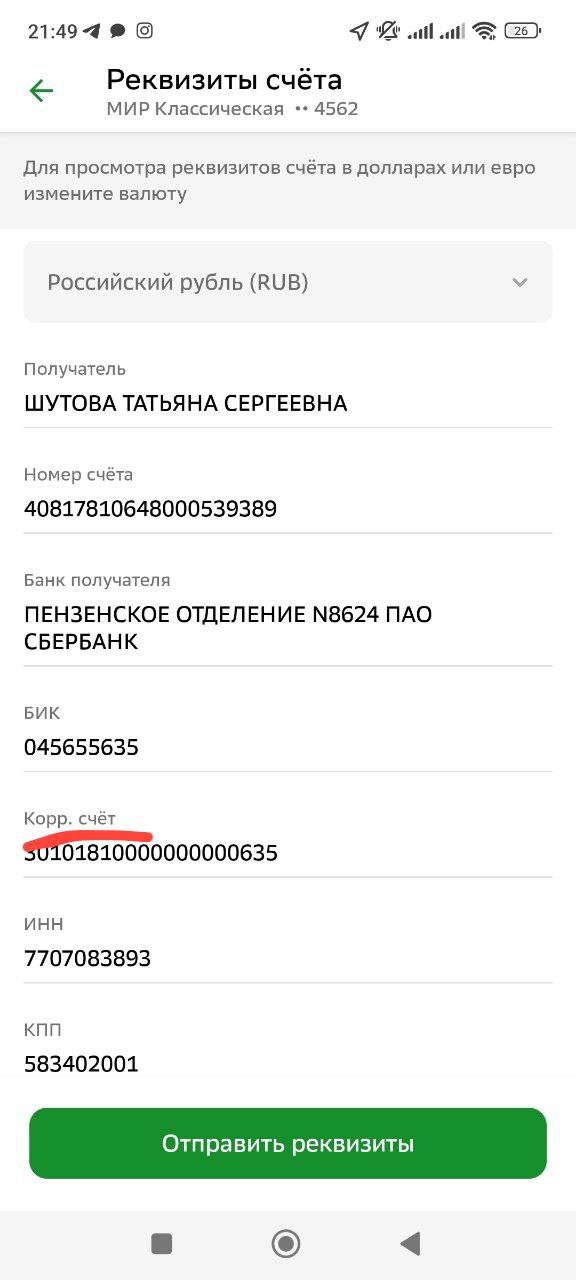 21:49
26
Реквизиты счёта
МИР Классическая •• 4562
Для просмотра реквизитов счёта в долларах или евро
измените валюту
Российский рубль (RUB)
Получатель
ШУТОВА ТАТЬЯНА СЕРГЕЕВНА
Номер счёта
40817810648000539389
Банк получателя
ПЕНЗЕНСКОЕ ОТДЕЛЕНИЕ N8624 ПАО
СБЕРБАНК
БИК
045655635
Корр. счёт
30101810000000000635
ИНН
7707083893
КПП
583402001
Отправить реквизиты